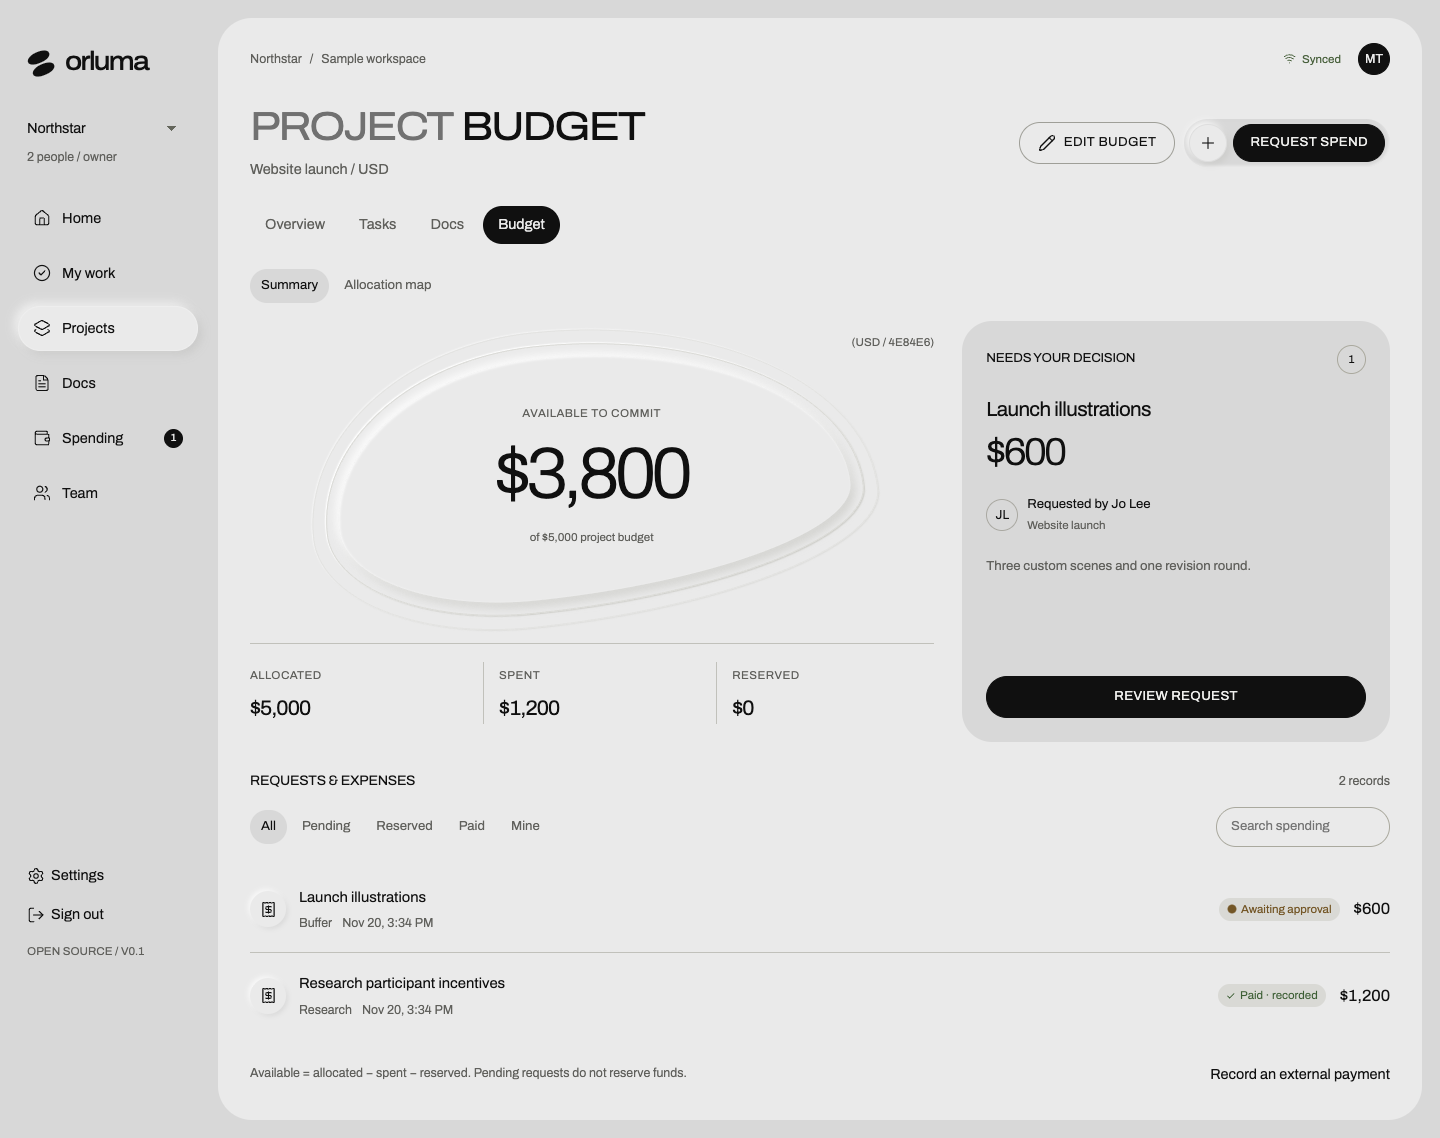 orluma
Northstar
2 people / owner
Home
My work
Projects
Docs
Spending 1
Team
Settings
Sign out
OPEN SOURCE / V0.1
Northstar / Sample workspace
Synced MT
PROJECT BUDGET
Website launch / USD
EDIT BUDGET
REQUEST SPEND
Overview Tasks Docs Budget
Summary Allocation map
(USD / 4E84E6)
AVAILABLE TO COMMIT
$3,800
of $5,000 project budget
ALLOCATED
$5,000
SPENT
$1,200
RESERVED
$0
NEEDS YOUR DECISION 1
Launch illustrations
$600
JL
Requested by Jo Lee
Website launch
Three custom scenes and one revision round.
REVIEW REQUEST
REQUESTS & EXPENSES 2 records
All Pending Reserved Paid Mine
Search spending
Launch illustrations
Buffer Nov 20, 3:34 PM
Awaiting approval $600
Research participant incentives
Research Nov 20, 3:34 PM
Paid · recorded $1,200
Available = allocated − spent − reserved. Pending requests do not reserve funds.
Record an external payment